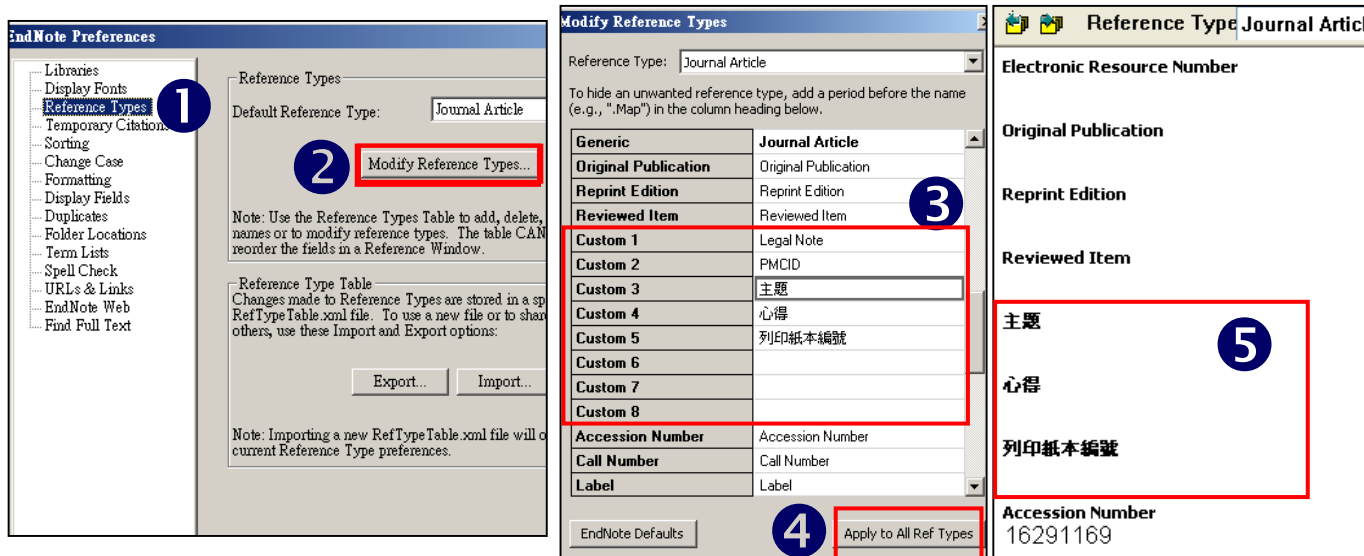 EndNote Preferences
Libraries
Display Fonts
Reference Types
Temporary Citations
Sorting
Change Case
Formatting
Display Fields
Duplicates
Folder Locations
Term Lists
Spell Check
URLs & Links
EndNote Web
Find Full Text
1
Reference Types
Default Reference Type: Journal Article
2
Modify Reference Types...
Note: Use the Reference Types Table to add, delete,
names or to modify reference types. The table CAN
reorder the fields in a Reference Window.
Reference Type Table
Changes made to Reference Types are stored in a sp
RefTypeTable.xml file. To use a new file or to shar
others, use these Import and Export options:
Export... Import...
Note: Importing a new RefTypeTable.xml file will o
current Reference Type preferences.
Modify Reference Types
Reference Type: Journal Article
To hide an unwanted reference type, add a period before the name
(e.g., ".Map") in the column heading below.
Generic Journal Article
Original Publication Original Publication
Reprint Edition Reprint Edition
Reviewed Item Reviewed Item
3
Custom 1 Legal Note
Custom 2 PMCID
Custom 3 主題
Custom 4 心得
Custom 5 列印紙本編號
Custom 6
Custom 7
Custom 8
Accession Number Accession Number
Call Number Call Number
Label Label
EndNote Defaults
4
Apply to All Ref Types
Reference Type Journal Articl
Electronic Resource Number
Original Publication
Reprint Edition
Reviewed Item
主題
5
心得
列印紙本編號
Accession Number
16291169